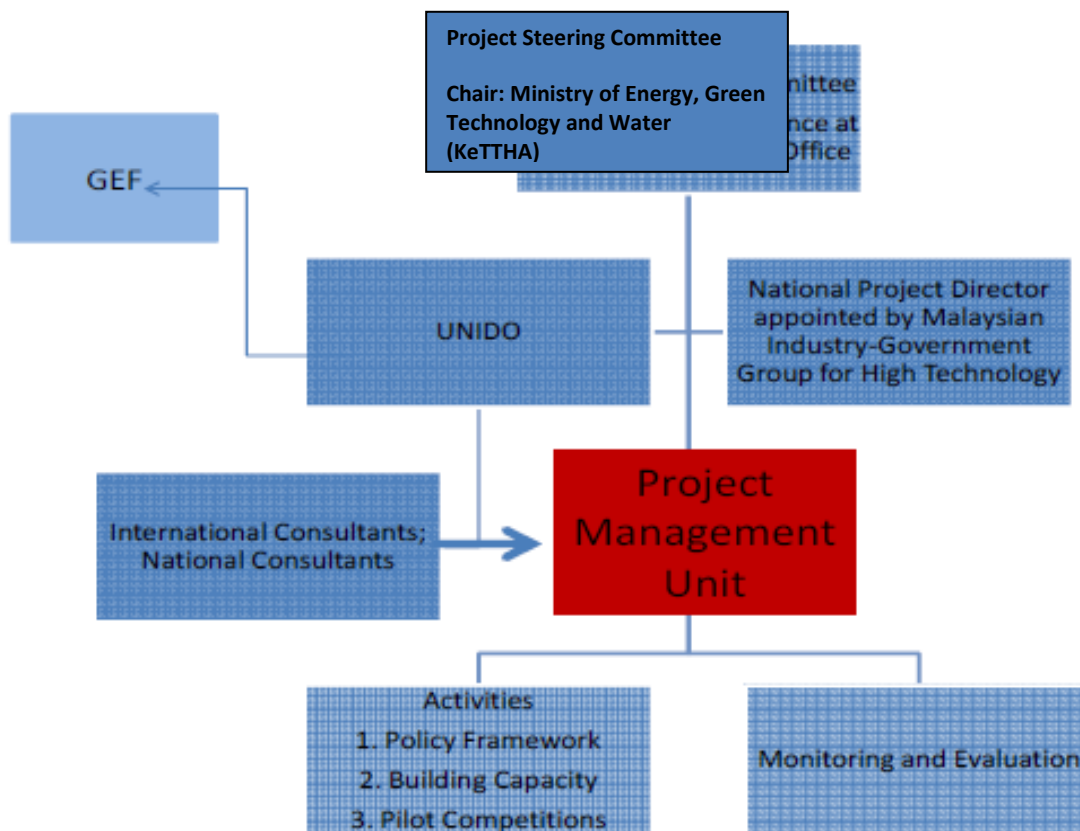 Project Steering Committee
Chair: Ministry of Energy, Green
Technology and Water
(KeTTHA)
at
Office
GEF
UNIDO
National Project Director
appointed by Malaysian
Industry-Government
Group for High Technology
International Consultants;
National Consultants
Project
Management
Unit
Activities
1. Policy Framework
2. Building Capacity
3. Pilot Competitions
Monitoring and Evaluation